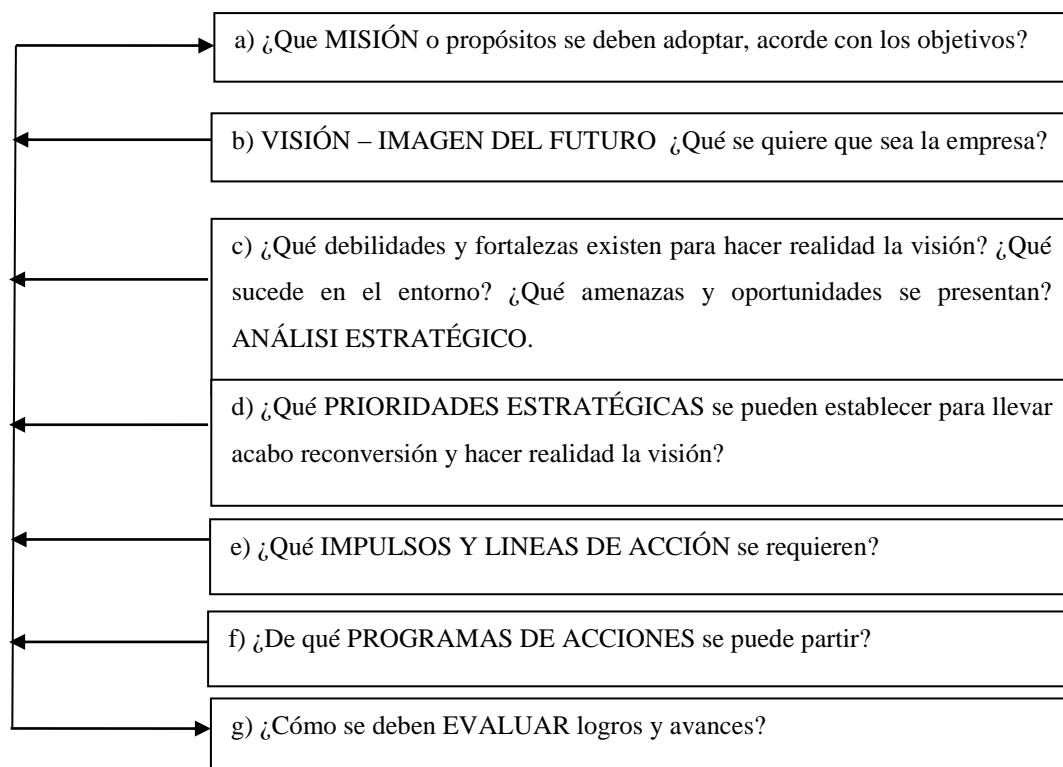 a) ¿Que MISIÓN o propósitos se deben adoptar, acorde con los objetivos?
b) VISIÓN – IMAGEN DEL FUTURO ¿Qué se quiere que sea la empresa?
c) ¿Qué debilidades y fortalezas existen para hacer realidad la visión? ¿Qué
sucede en el entorno? ¿Qué amenazas y oportunidades se presentan?
ANÁLISI ESTRATÉGICO.
d) ¿Qué PRIORIDADES ESTRATÉGICAS se pueden establecer para llevar
acabo reconversión y hacer realidad la visión?
e) ¿Qué IMPULSOS Y LINEAS DE ACCIÓN se requieren?
f) ¿De qué PROGRAMAS DE ACCIONES se puede partir?
g) ¿Cómo se deben EVALUAR logros y avances?